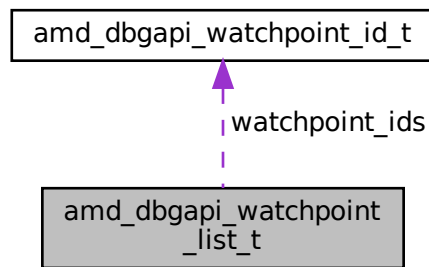 amd_dbgapi_watchpoint_id_t
watchpoint_ids
amd_dbgapi_watchpoint
_list_t